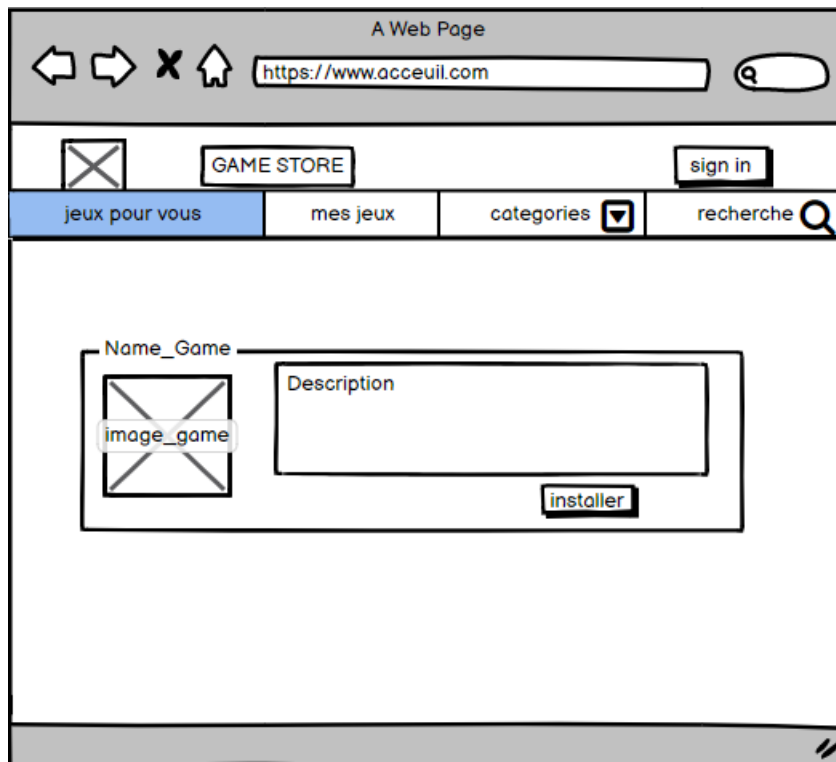 A Web Page
https://www.acceuil.com
GAME STORE
sign in
jeux pour vous
mes jeux
categories
recherche
Name_Game
image_game
Description
installer